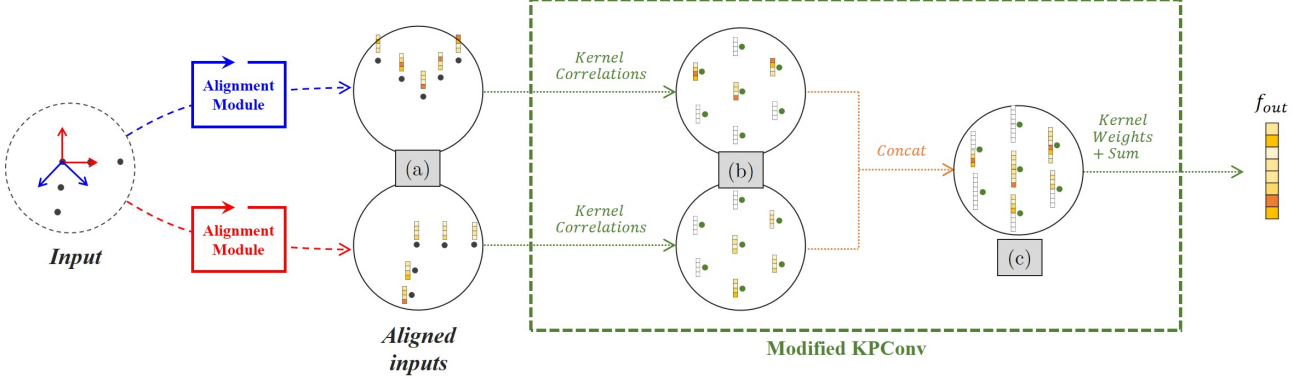 Input
Alignment
Module
Alignment
Module
(a)
Aligned
inputs
Kernel
Correlations
Kernel
Correlations
(b)
Concat
(c)
Kernel
Weights
+ Sum
f_out
Modified KPConv